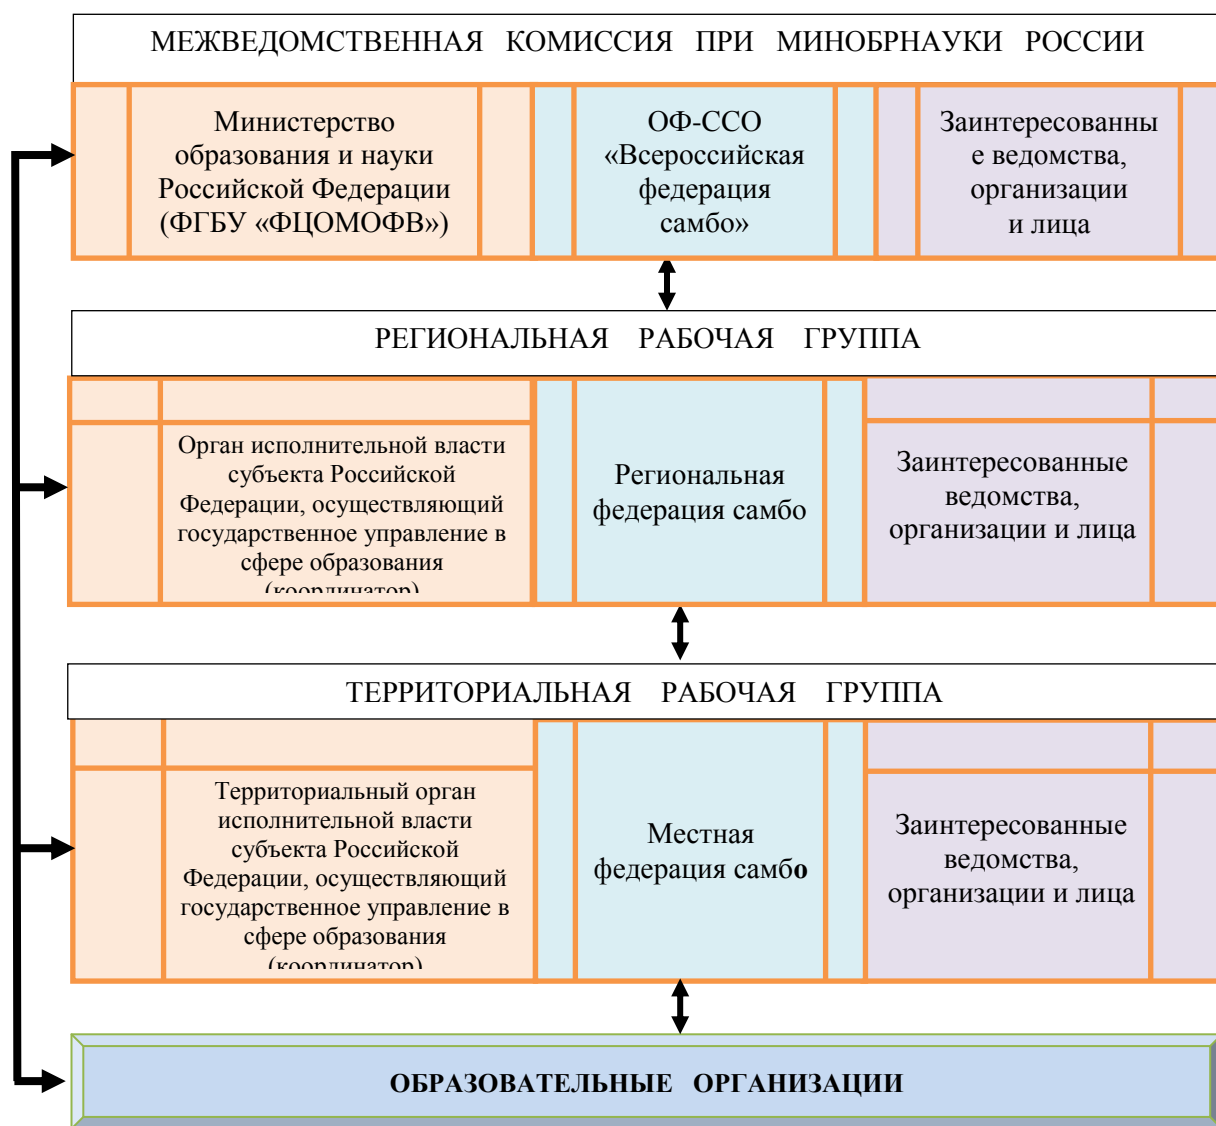 МЕЖВЕДОМСТВЕННАЯ КОМИССИЯ ПРИ МИНОБРНАУКИ РОССИИ
Министерство
образования и науки
Российской Федерации
(ФГБУ «ФЦОМОФВ»)
ОФ-ССО
«Всероссийская
федерация
самбо»
Заинтересованны
е ведомства,
организации
и лица
РЕГИОНАЛЬНАЯ РАБОЧАЯ ГРУППА
Орган исполнительной власти
субъекта Российской
Федерации, осуществляющий
государственное управление в
сфере образования
(координатор)
Региональная
федерация самбо
Заинтересованные
ведомства,
организации и лица
ТЕРРИТОРИАЛЬНАЯ РАБОЧАЯ ГРУППА
Территориальный орган
исполнительной власти
субъекта Российской
Федерации, осуществляющий
государственное управление в
сфере образования
(координатор)
Местная
федерация самбо
Заинтересованные
ведомства,
организации и лица
ОБРАЗОВАТЕЛЬНЫЕ ОРГАНИЗАЦИИ